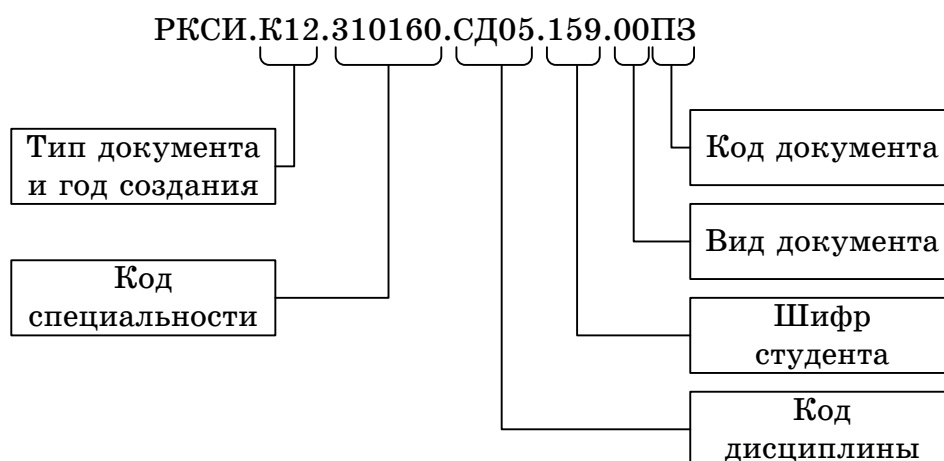 РКСИ.К12.310160.СД05.159.00ПЗ
Тип документа
и год создания
Код
специальности
Код документа
Вид документа
Шифр
студента
Код
дисциплины